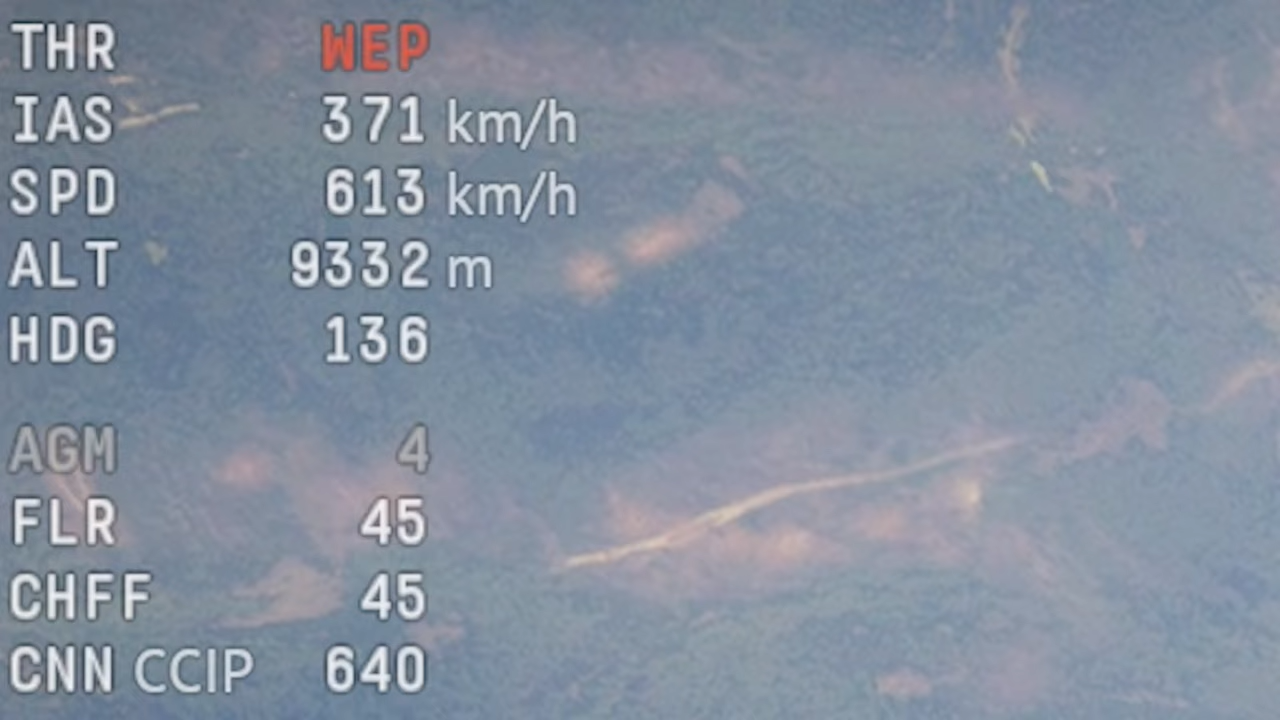 THR WEP
IAS 371 km/h
SPD 613 km/h
ALT 9332 m
HDG 136
AGM 4
FLR 45
CHFF 45
CNN CCIP 640